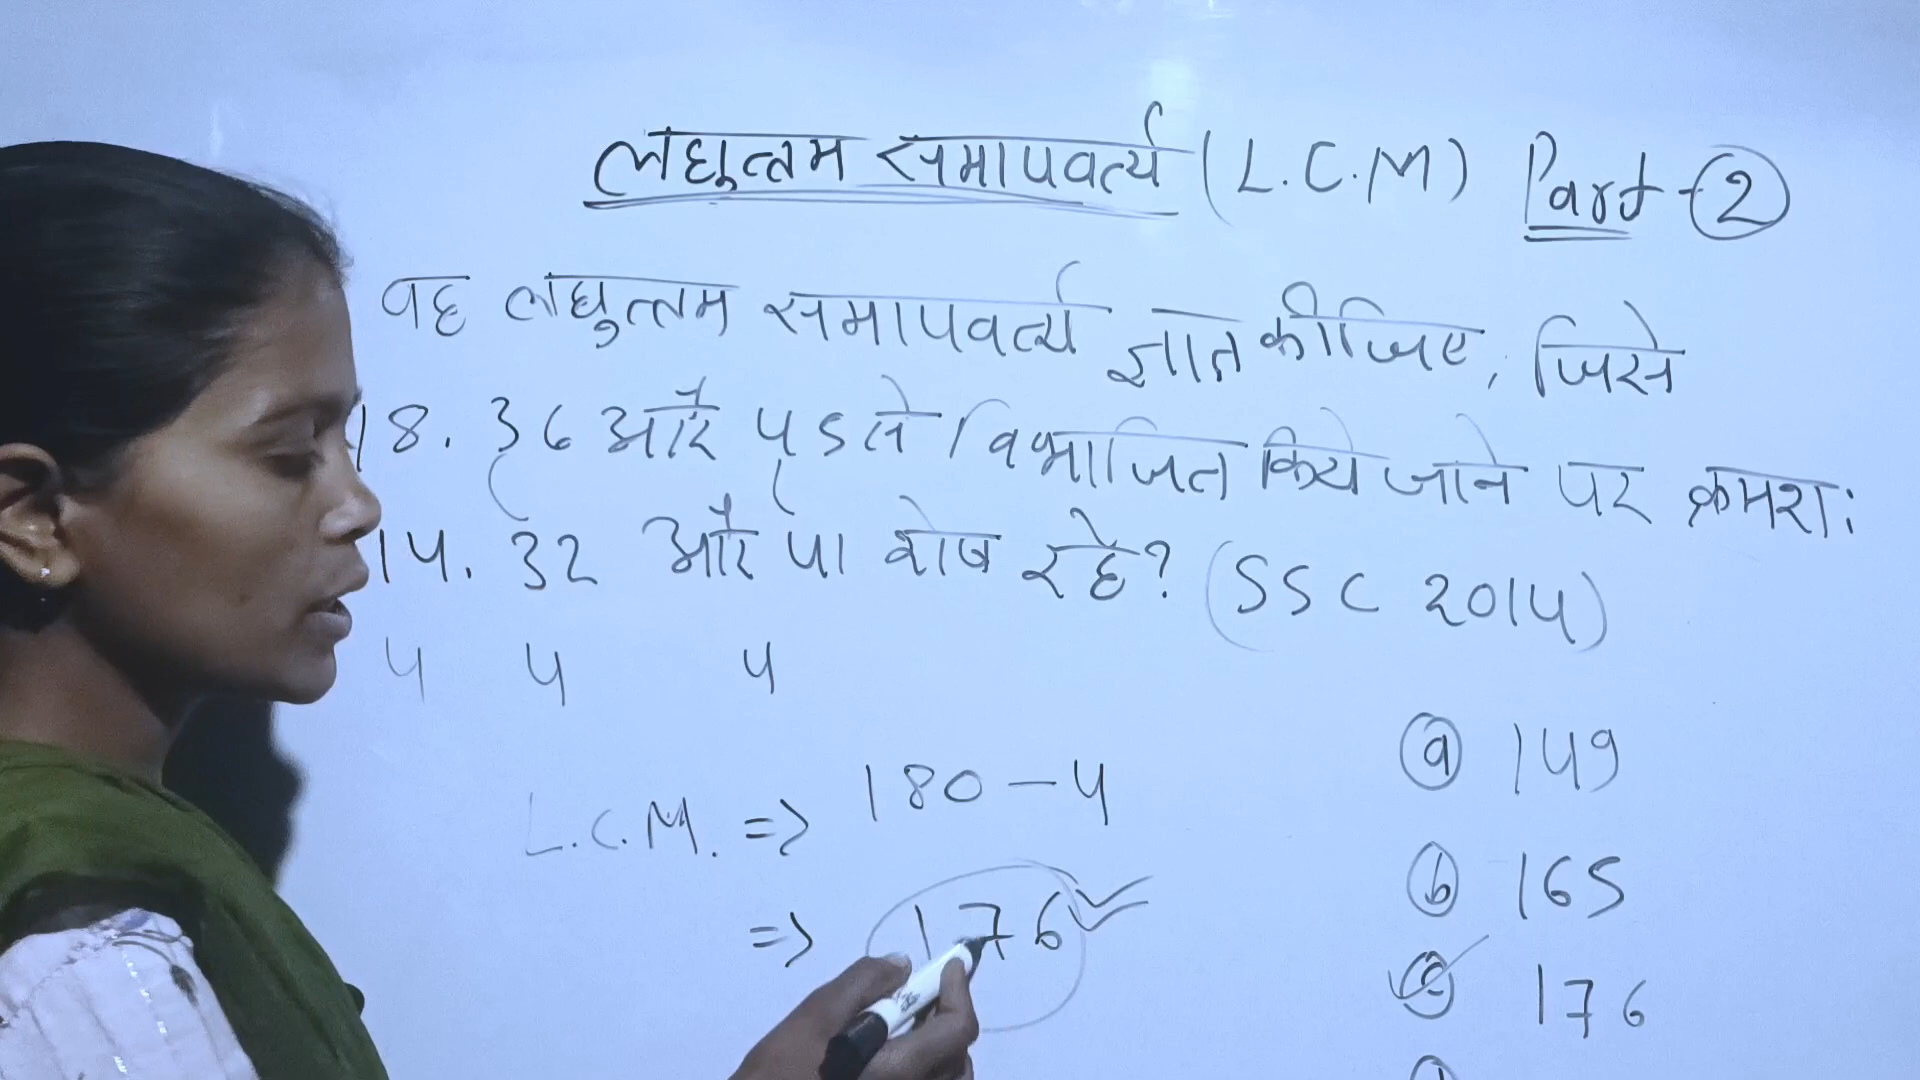 लघुत्तम समापवर्त्य (L.C.M) Part-②
वह लघुत्तम समापवर्त्य ज्ञात कीजिए, जिसे
18. 36 और 45 से विभाजित किये जाने पर क्रमशः
14. 32 और 41 शेष रहे? (SSC 2014)
4 4 4
L.C.M. => 180-4
=> 176
ⓐ 149
ⓑ 165
ⓒ 176